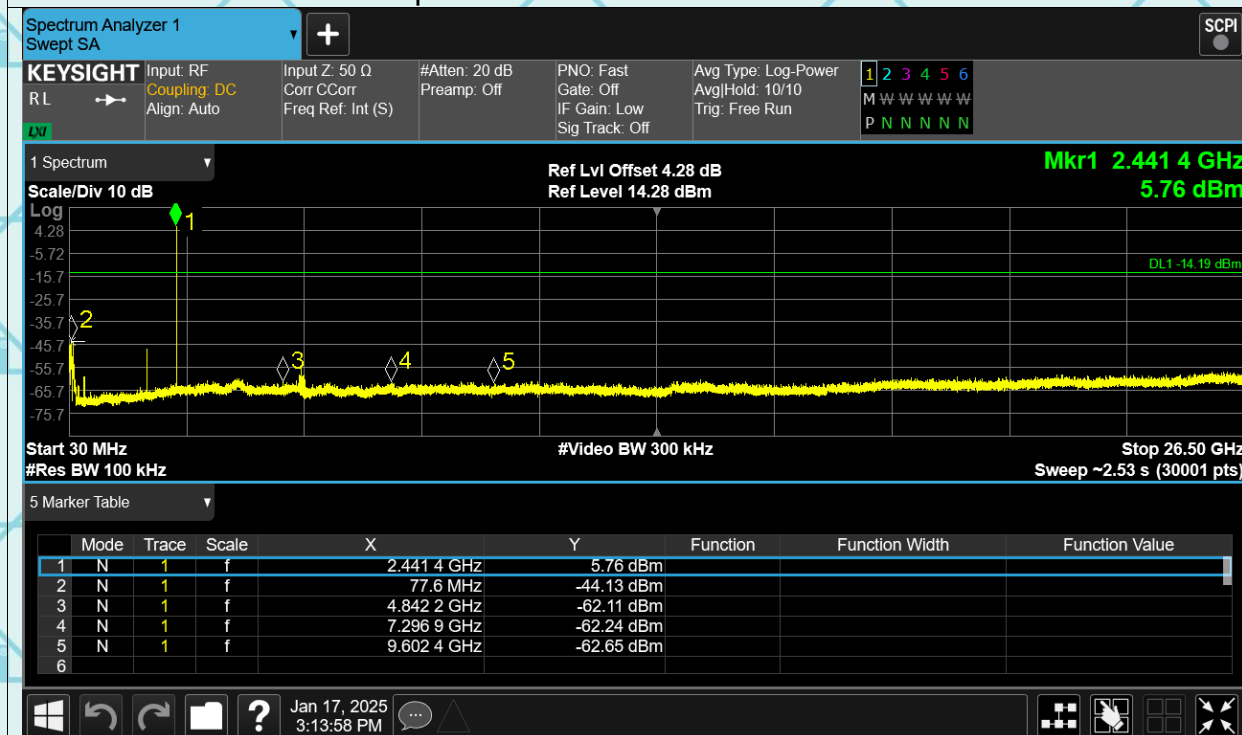 Spectrum Analyzer 1
Swept SA
+
SCPI
KEYSIGHT
RL
LXI
Input: RF
Coupling: DC
Align: Auto
Input Z: 50 Ω
Corr CCorr
Freq Ref: Int (S)
#Atten: 20 dB
Preamp: Off
PNO: Fast
Gate: Off
IF Gain: Low
Sig Track: Off
Avg Type: Log-Power
Avg|Hold: 10/10
Trig: Free Run
1 2 3 4 5 6
M W W W W W
P N N N N N
1 Spectrum
Scale/Div 10 dB
Ref Lvl Offset 4.28 dB
Ref Level 14.28 dBm
Mkr1 2.441 4 GHz
5.76 dBm
Log
4.28
-5.72
-15.7
-25.7
-35.7
-45.7
-55.7
-65.7
-75.7
1
DL1 -14.19 dBm
2
3
4
5
Start 30 MHz
#Res BW 100 kHz
#Video BW 300 kHz
Stop 26.50 GHz
Sweep ~2.53 s (30001 pts)
5 Marker Table
Mode Trace Scale X Y Function Function Width Function Value
1 N 1 f 2.441 4 GHz 5.76 dBm
2 N 1 f 77.6 MHz -44.13 dBm
3 N 1 f 4.842 2 GHz -62.11 dBm
4 N 1 f 7.296 9 GHz -62.24 dBm
5 N 1 f 9.602 4 GHz -62.65 dBm
6
?
Jan 17, 2025
3:13:58 PM